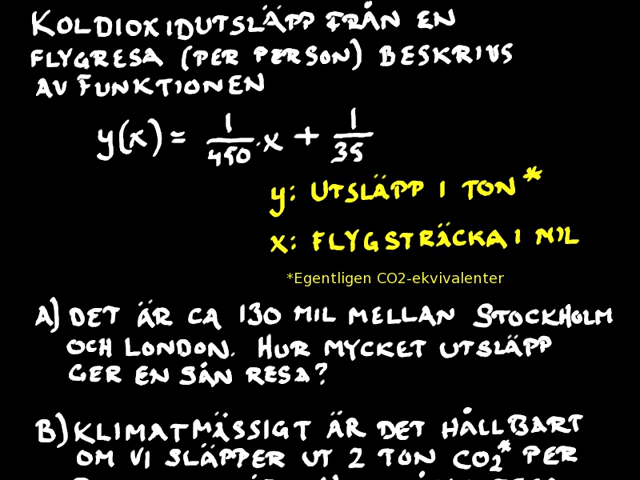 KOLDIOXIDUTSLÄPP FRÅN EN
FLYGRESA (PER PERSON) BESKRIVS
AV FUNKTIONEN
y(x) = 1/450 · x + 1/35
y: UTSLÄPP I TON*
x: FLYGSTRÄCKA I MIL
*Egentligen CO2-ekvivalenter
A) DET ÄR CA 130 MIL MELLAN STOCKHOLM
OCH LONDON. HUR MYCKET UTSLÄPP
GER EN SÅN RESA?
B) KLIMATMÄSSIGT ÄR DET HÅLLBART
OM VI SLÄPPER UT 2 TON CO2* PER